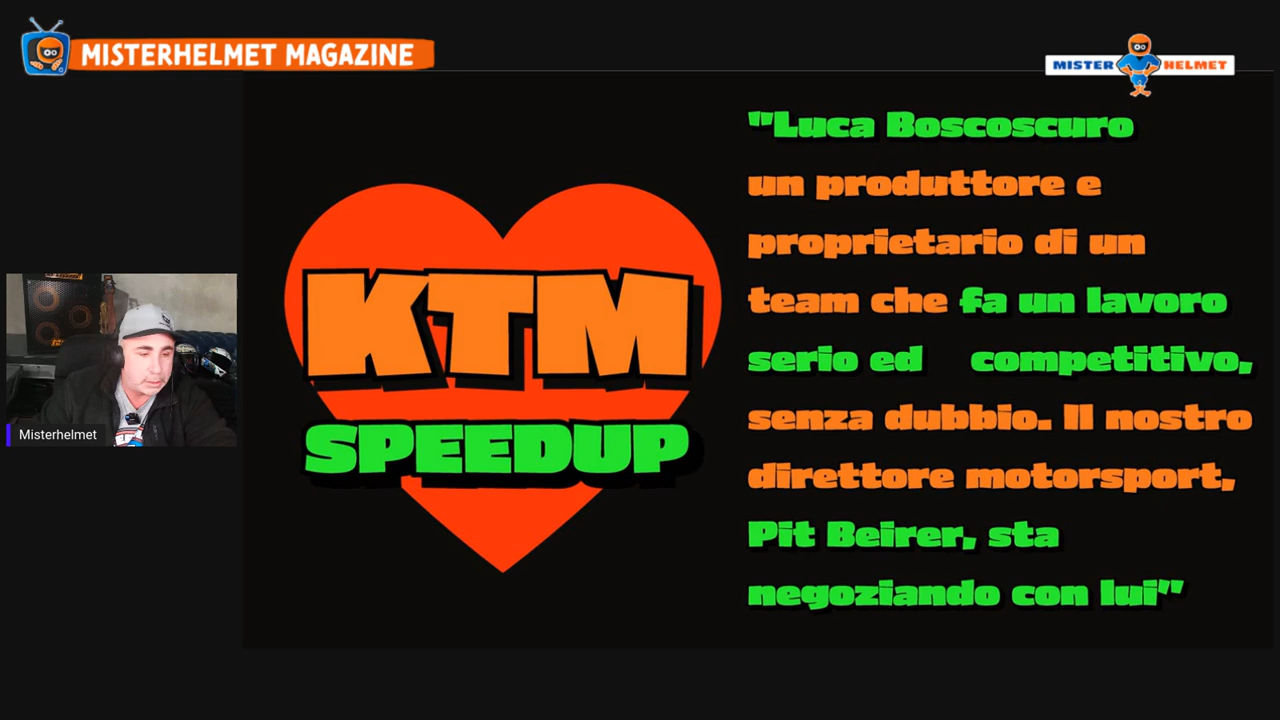 MISTERHELMET MAGAZINE
MISTER HELMET
"Luca Boscoscuro
un produttore e
proprietario di un
team che fa un lavoro
serio ed competitivo,
senza dubbio. Il nostro
direttore motorsport,
Pit Beirer, sta
negoziando con lui"
KTM
SPEEDUP
Misterhelmet